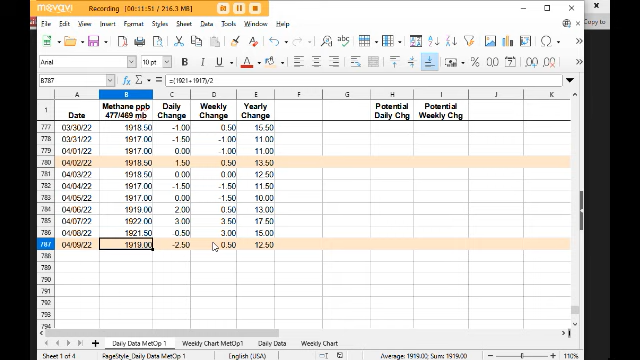 movavi Recording (00:11:51 | 216.3 MB)
File Edit View Insert Format Styles Sheet Data Tools Window Help
Copy to
Arial 10 pt B I U A % 0.0
B787 fx Σ = =(1921+1917)/2
A B C D E F G H I J K
1 Date Methane ppb 477/469 mb Daily Change Weekly Change Yearly Change Potential Daily Chg Potential Weekly Chg
777 03/30/22 1918.50 -1.00 0.50 15.50
778 03/31/22 1917.00 -1.50 -1.00 11.00
779 04/01/22 1917.00 0.00 -1.00 11.00
780 04/02/22 1918.50 1.50 0.50 13.50
781 04/03/22 1918.50 0.00 0.00 12.50
782 04/04/22 1917.00 -1.50 -1.50 11.50
783 04/05/22 1917.00 0.00 -1.50 10.00
784 04/06/22 1919.00 2.00 0.50 13.00
785 04/07/22 1922.00 3.00 3.50 17.50
786 04/08/22 1921.50 -0.50 3.00 15.00
787 04/09/22 1919.00 -2.50 0.50 12.50
788
789
790
791
792
793
794
Daily Data MetOp 1 Weekly Chart MetOp1 Daily Data Weekly Chart
Sheet 1 of 4 PageStyle_Daily Data MetOp 1 English (USA) Average: 1919.00; Sum: 1919.00 110%